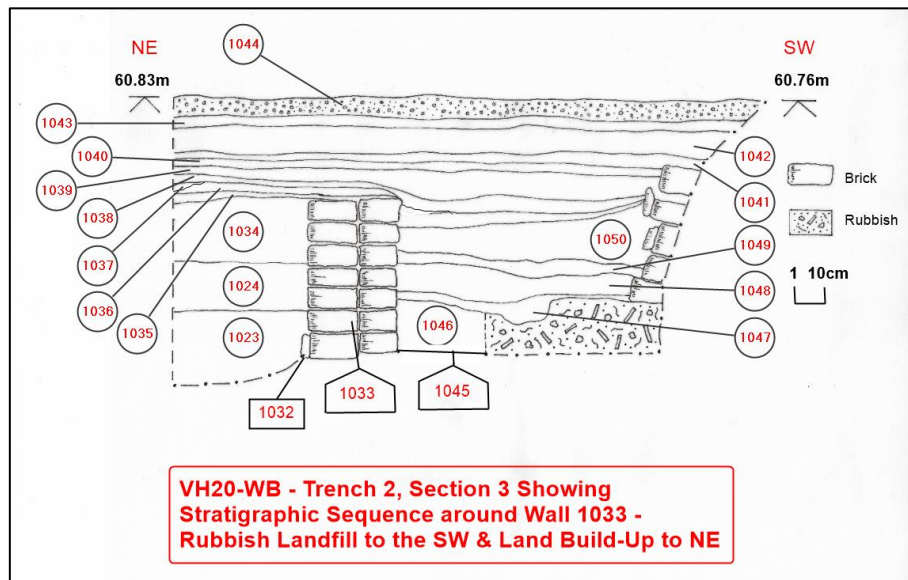 1044
NE
SW
60.83m
60.76m
1043
1040
1042
1039
1041
Brick
1038
1034
1050
1049
Rubbish
1037
1024
1048
1 10cm
1036
1035
1023
1046
1047
1032
1033
1045
VH20-WB - Trench 2, Section 3 Showing
Stratigraphic Sequence around Wall 1033 -
Rubbish Landfill to the SW & Land Build-Up to NE